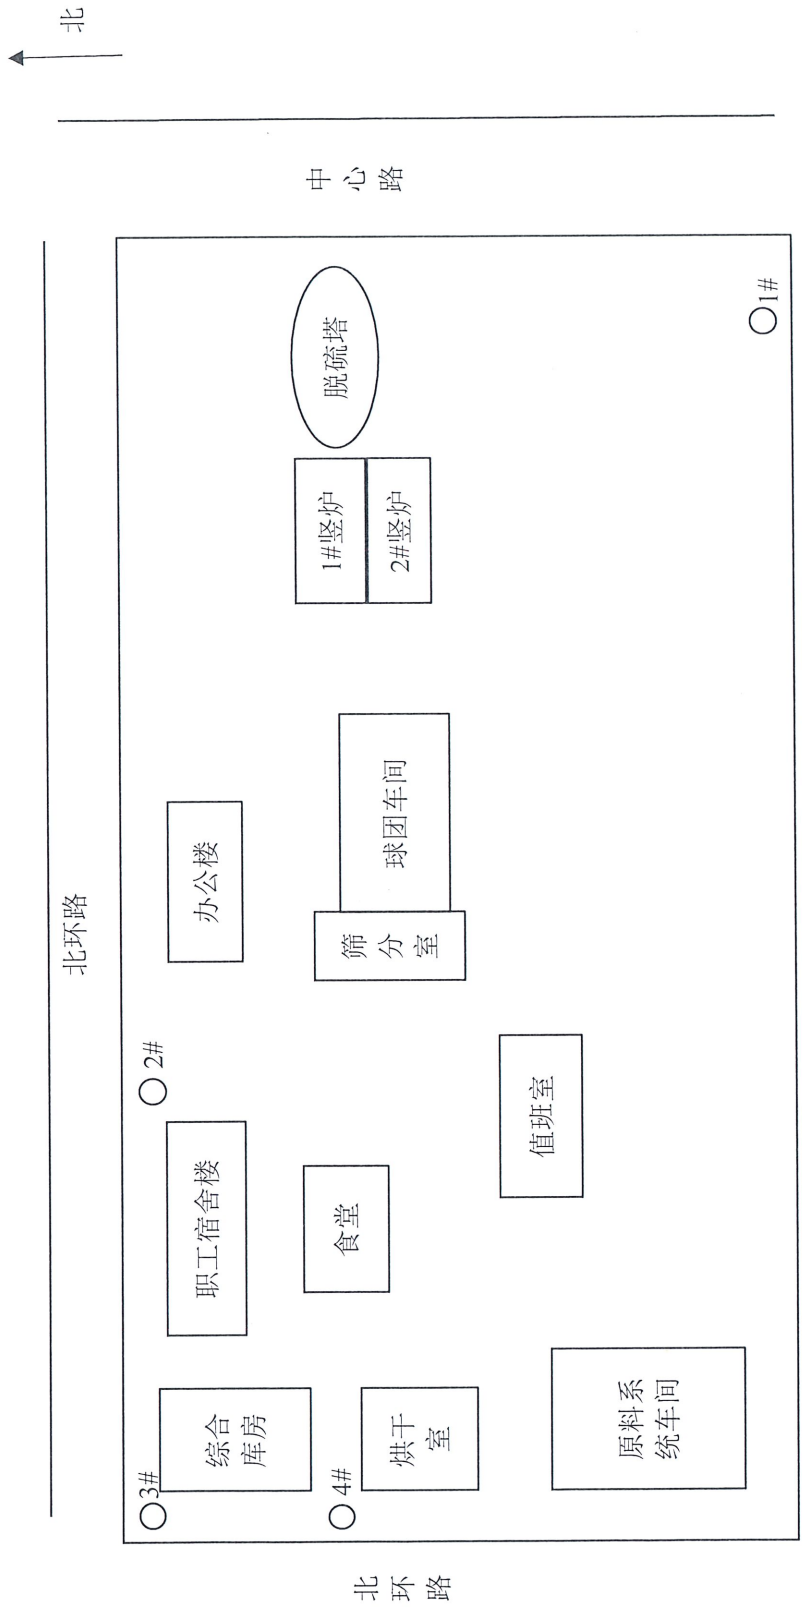 北
北环路
3#
2#
综合
库房
职工宿舍楼
办公楼
4#
烘干
室
食堂
筛
分
室
球团车间
1#竖炉
2#竖炉
脱硫塔
中
心
路
北
环
路
值班室
原料系
统车间
1#